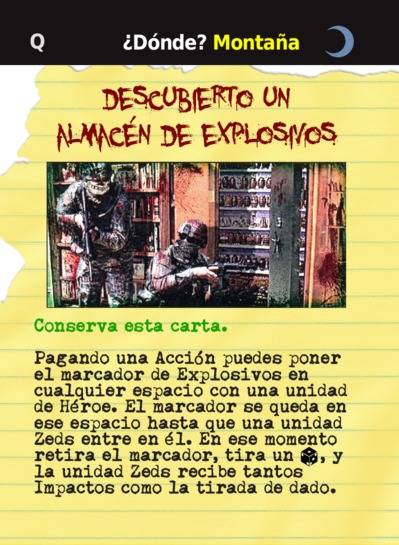 Q ¿Dónde? Montaña
DESCUBIERTO UN
ALMACÉN DE EXPLOSIVOS
Conserva esta carta.
Pagando una Acción puedes poner
el marcador de Explosivos en
cualquier espacio con una unidad
de Héroe. El marcador se queda en
ese espacio hasta que una unidad
Zeds entre en él. En ese momento
retira el marcador, tira un , y
la unidad Zeds recibe tantos
Impactos como la tirada de dado.